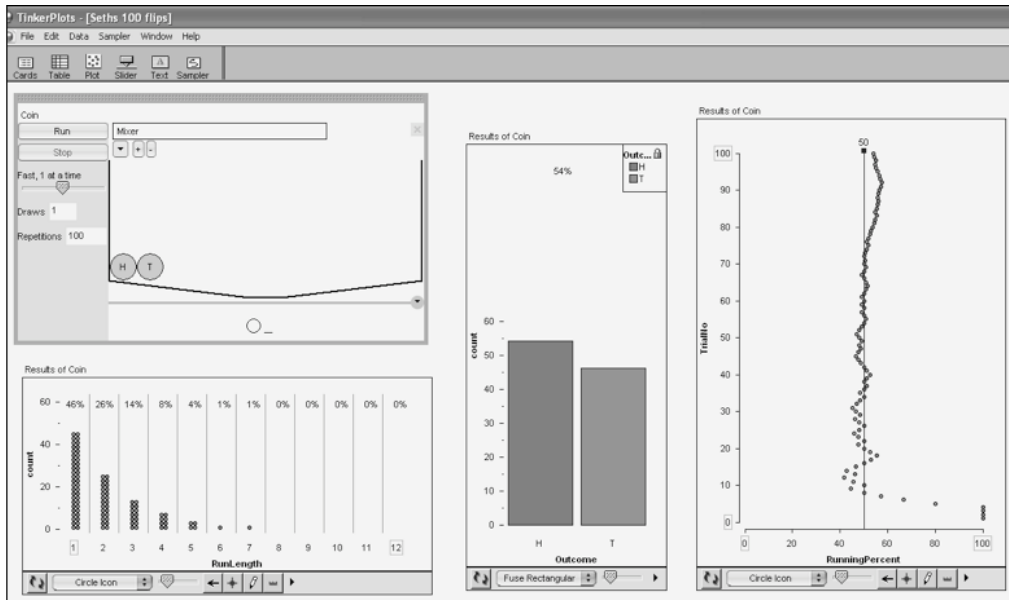 TinkerPlots - [Seths 100 flips]
File Edit Data Sampler Window Help
Cards Table Plot Slider Text Sampler
Coin
Run Mixer
Stop + -
Fast, 1 at a time
Draws 1
Repetitions 100
H T
Results of Coin
60 46% 26% 14% 8% 4% 1% 1% 0% 0% 0% 0% 0%
40
20
0
count
1 2 3 4 5 6 7 8 9 10 11 12
RunLength
Circle Icon
Results of Coin
54%
Outc...
H
T
60
50
40
30
20
10
0
count
H T
Outcome
Fuse Rectangular
Results of Coin
50
100
90
80
70
60
50
40
30
20
10
0
TrialNo
0 20 40 60 80 100
RunningPercent
Circle Icon